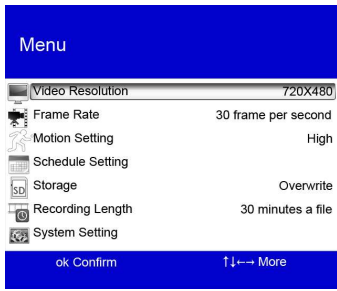 Menu
Video Resolution 720X480
Frame Rate 30 frame per second
Motion Setting High
Schedule Setting
SD
Storage Overwrite
Recording Length 30 minutes a file
System Setting
ok Confirm ↑↓←→ More